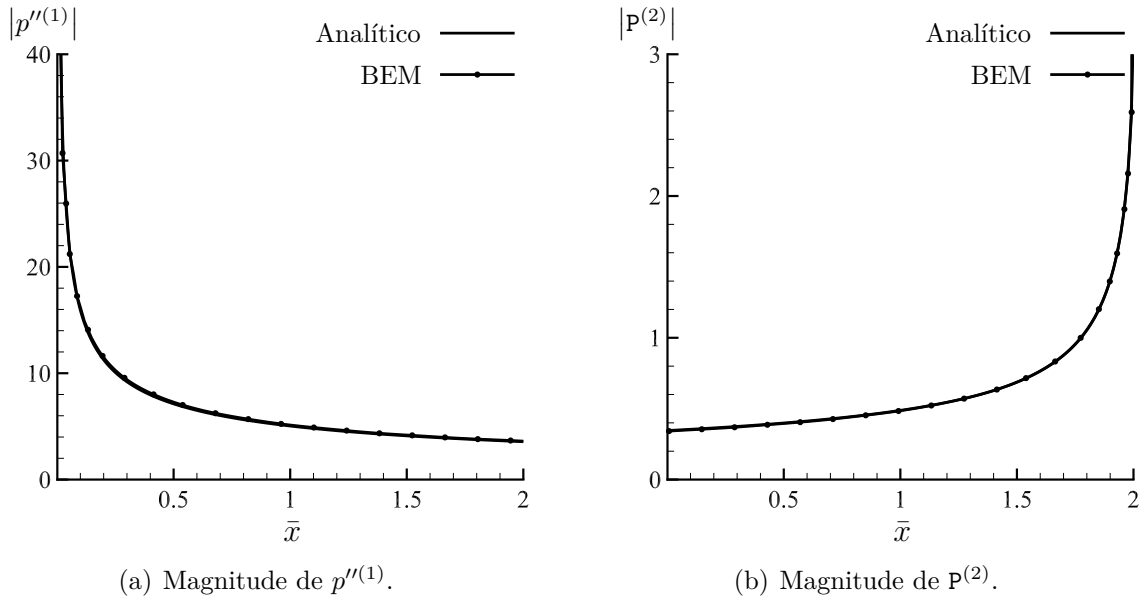 |p′′⁽¹⁾|
Analítico
BEM
40
30
20
10
0
0.5
1
1.5
2
x̄
(a) Magnitude de p′′⁽¹⁾.
|P⁽²⁾|
Analítico
BEM
3
2
1
0
0.5
1
1.5
2
x̄
(b) Magnitude de P⁽²⁾.